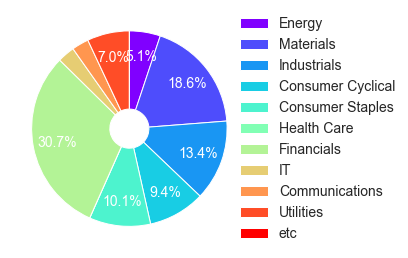 7.0%
5.1%
18.6%
13.4%
9.4%
10.1%
30.7%
Energy
Materials
Industrials
Consumer Cyclical
Consumer Staples
Health Care
Financials
IT
Communications
Utilities
etc